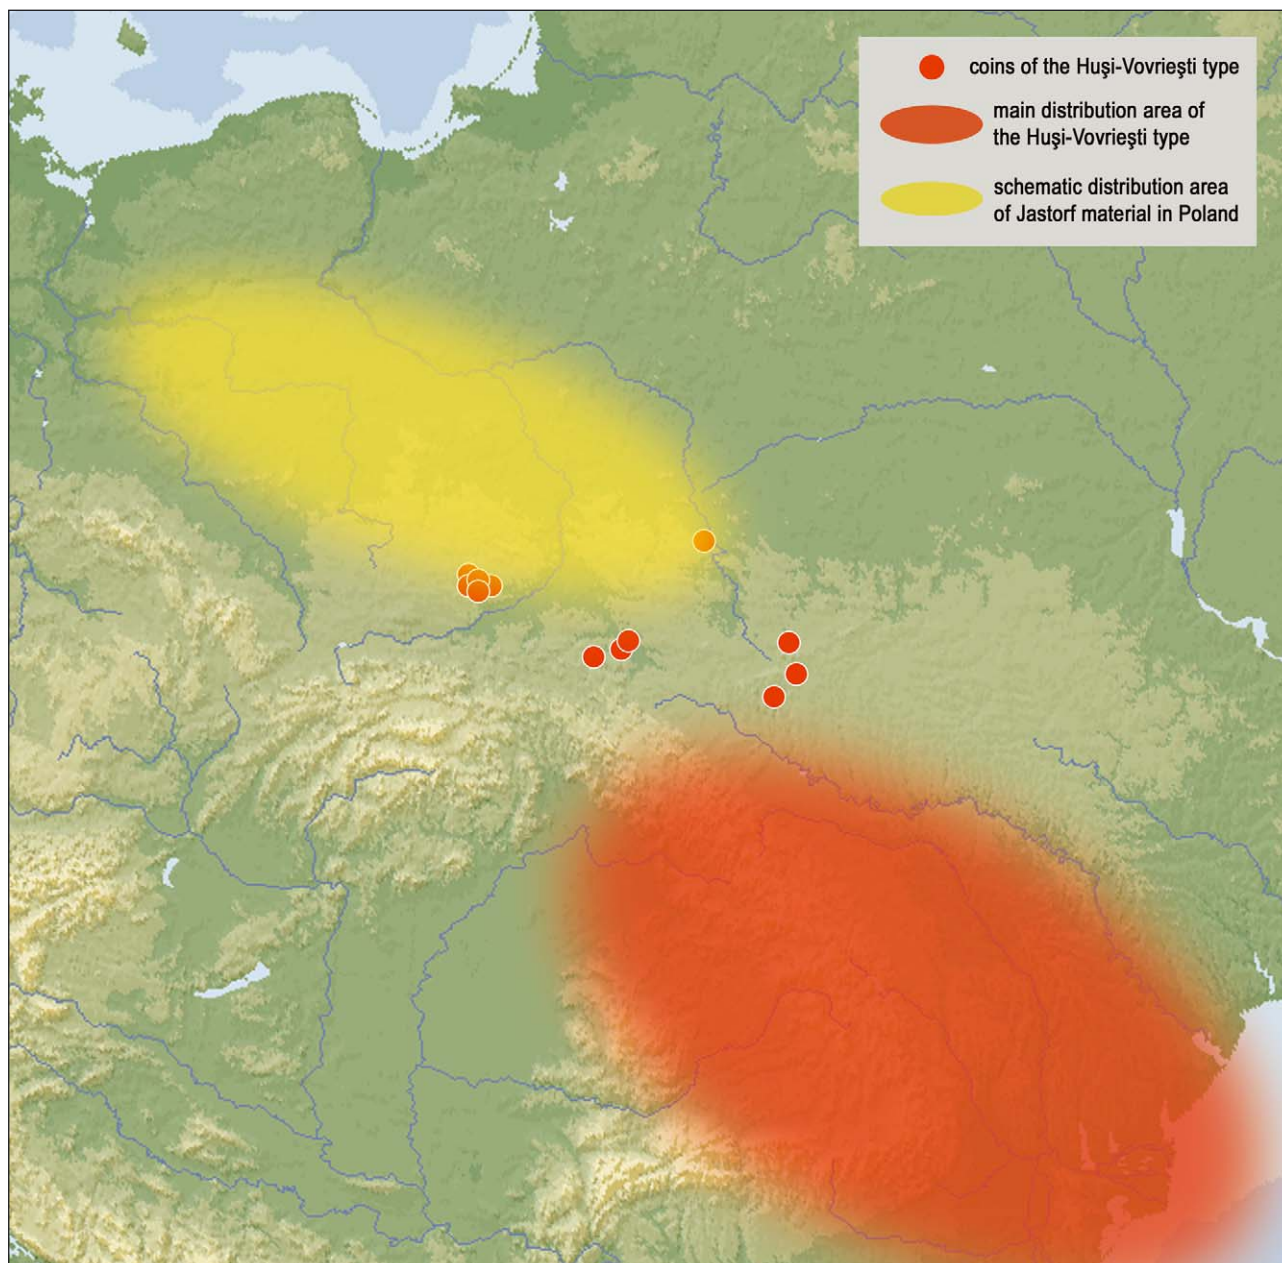 coins of the Huşi-Vovrieşti type
main distribution area of
the Huşi-Vovrieşti type
schematic distribution area
of Jastorf material in Poland